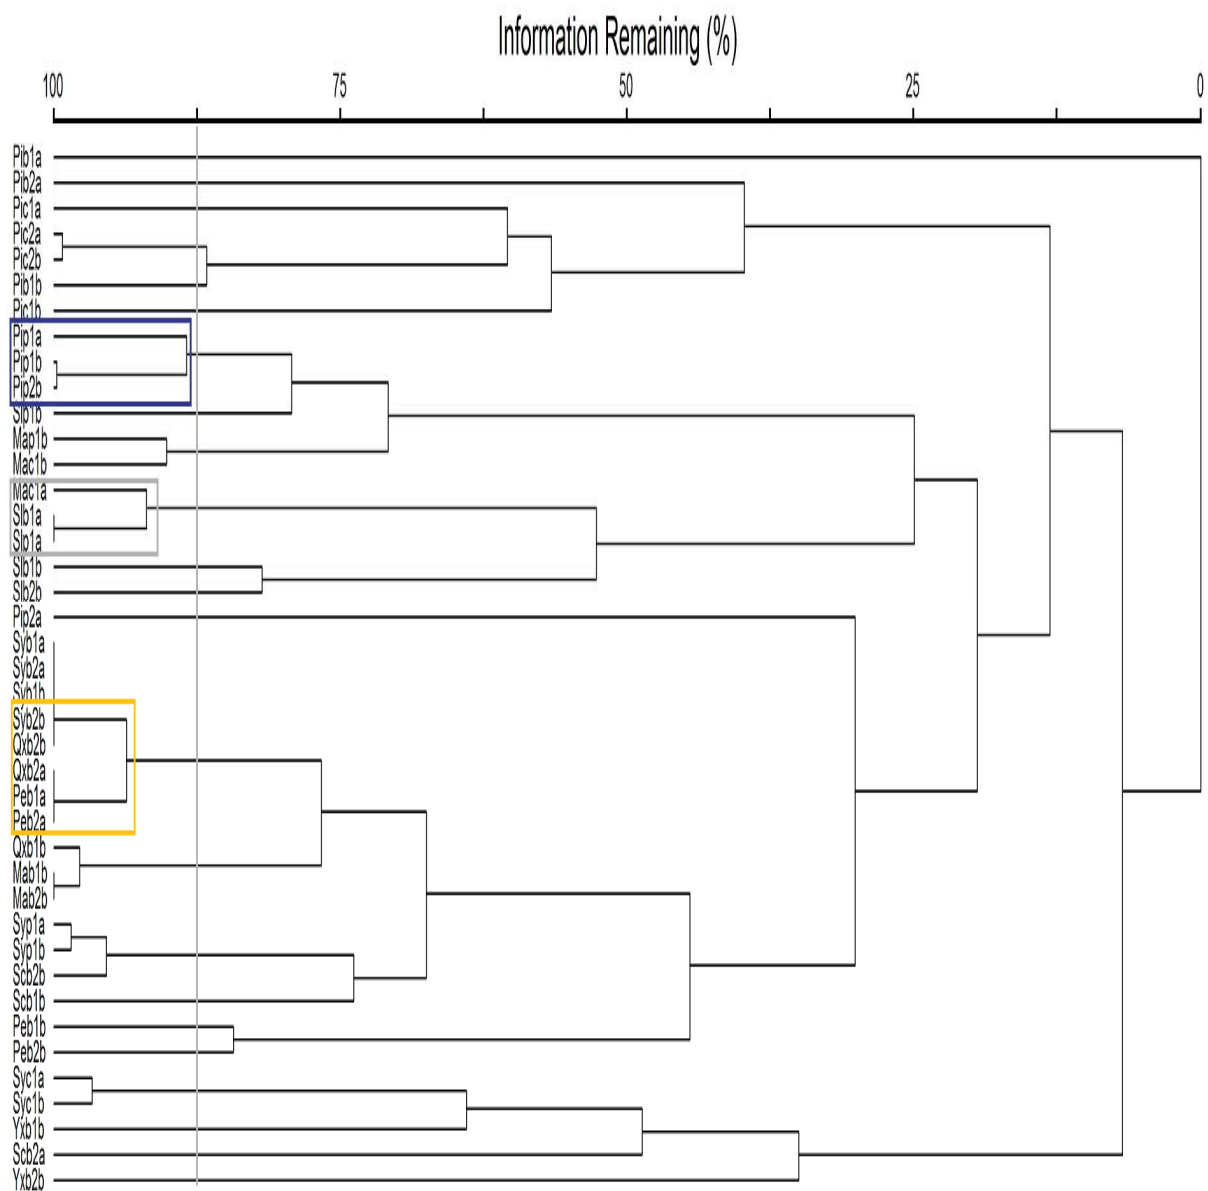 Information Remaining (%)
100 75 50 25 0
Pib1a
Pib2a
Pic1a
Pic2a
Pic2b
Pib1b
Pic1b
Pip1a
Pip1b
Pip2b
Slp1b
Map1b
Mac1b
Mac1a
Slb1a
Slp1a
Slb1b
Slb2b
Pip2a
Syb1a
Syb2a
Syb1b
Syb2b
Qxb2b
Qxb2a
Peb1a
Peb2a
Qxb1b
Mab1b
Mab2b
Syp1a
Syp1b
Scb2b
Scb1b
Peb1b
Peb2b
Syc1a
Syc1b
Yxb1b
Scb2a
Yxb2b